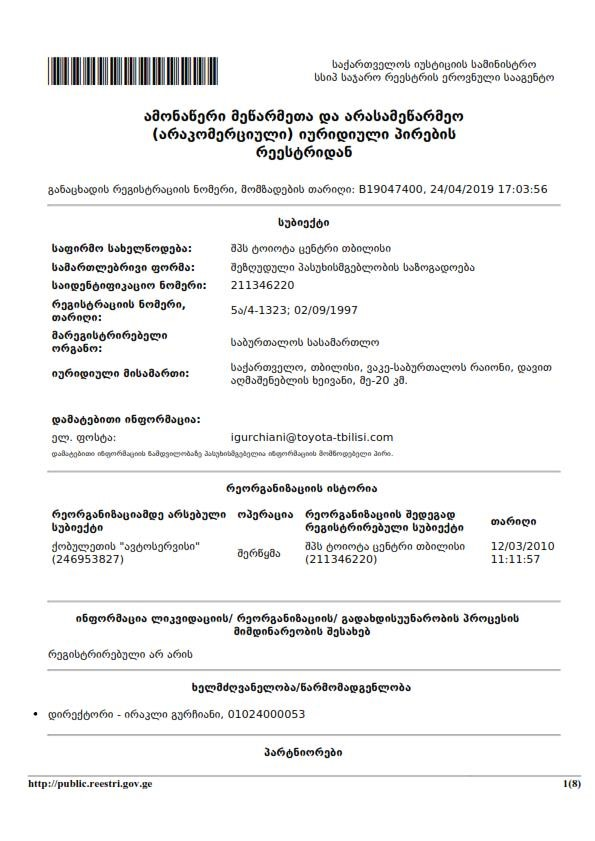 საქართველოს იუსტიციის სამინისტრო
სსიპ საჯარო რეესტრის ეროვნული სააგენტო
ამონაწერი მეწარმეთა და არასამეწარმეო
(არაკომერციული) იურიდიული პირების
რეესტრიდან
განაცხადის რეგისტრაციის ნომერი, მომზადების თარიღი: B19047400, 24/04/2019 17:03:56
სუბიექტი
საფირმო სახელწოდება: შპს ტოიოტა ცენტრი თბილისი
სამართლებრივი ფორმა: შეზღუდული პასუხისმგებლობის საზოგადოება
საიდენტიფიკაციო ნომერი: 211346220
რეგისტრაციის ნომერი,
თარიღი: 5ა/4-1323; 02/09/1997
მარეგისტრირებელი
ორგანო: საბურთალოს სასამართლო
იურიდიული მისამართი: საქართველო, თბილისი, ვაკე-საბურთალოს რაიონი, დავით
აღმაშენებლის ხეივანი, მე-20 კმ.
დამატებითი ინფორმაცია:
ელ. ფოსტა: igurchiani@toyota-tbilisi.com
დამატებითი ინფორმაციის ნამდვილობაზე პასუხისმგებელია ინფორმაციის მომწოდებელი პირი.
რეორგანიზაციის ისტორია
რეორგანიზაციამდე არსებული ოპერაცია რეორგანიზაციის შედეგად თარიღი
სუბიექტი რეგისტრირებული სუბიექტი
ქობულეთის "ავტოსერვისი" შერწყმა შპს ტოიოტა ცენტრი თბილისი 12/03/2010
(246953827) (211346220) 11:11:57
ინფორმაცია ლიკვიდაციის/ რეორგანიზაციის/ გადახდისუუნარობის პროცესის
მიმდინარეობის შესახებ
რეგისტრირებული არ არის
ხელმძღვანელობა/წარმომადგენლობა
• დირექტორი - ირაკლი გურჩიანი, 01024000053
პარტნიორები
http://public.reestri.gov.ge 1(8)